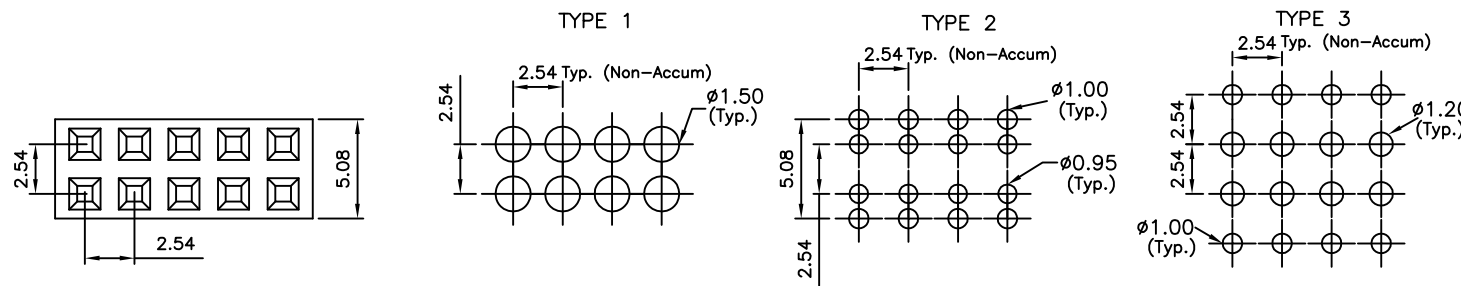 2.54
5.08
2.54
TYPE 1
2.54 Typ. (Non-Accum)
2.54
ø1.50
(Typ.)
TYPE 2
2.54 Typ. (Non-Accum)
ø1.00
(Typ.)
5.08
ø0.95
(Typ.)
2.54
TYPE 3
2.54 Typ. (Non-Accum)
2.54
ø1.20
(Typ.)
2.54
ø1.00
(Typ.)